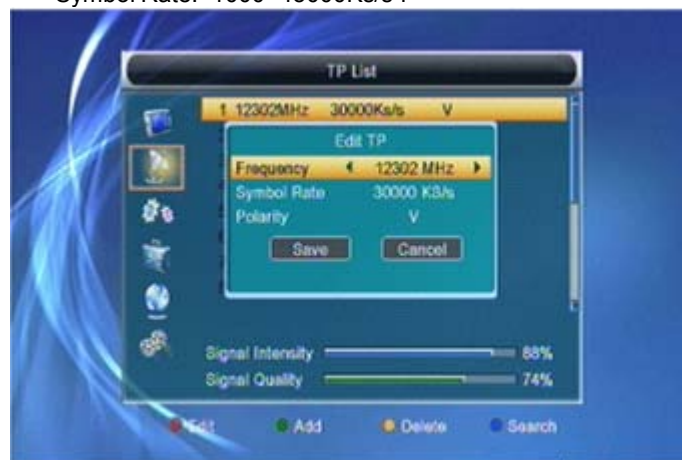 TP List
1 12302MHz 30000Ks/s V
Edit TP
Frequency 12302 MHz
Symbol Rate 30000 KS/s
Polarity V
Save Cancel
Signal Intensity 88%
Signal Quality 74%
Edit Add Delete Search